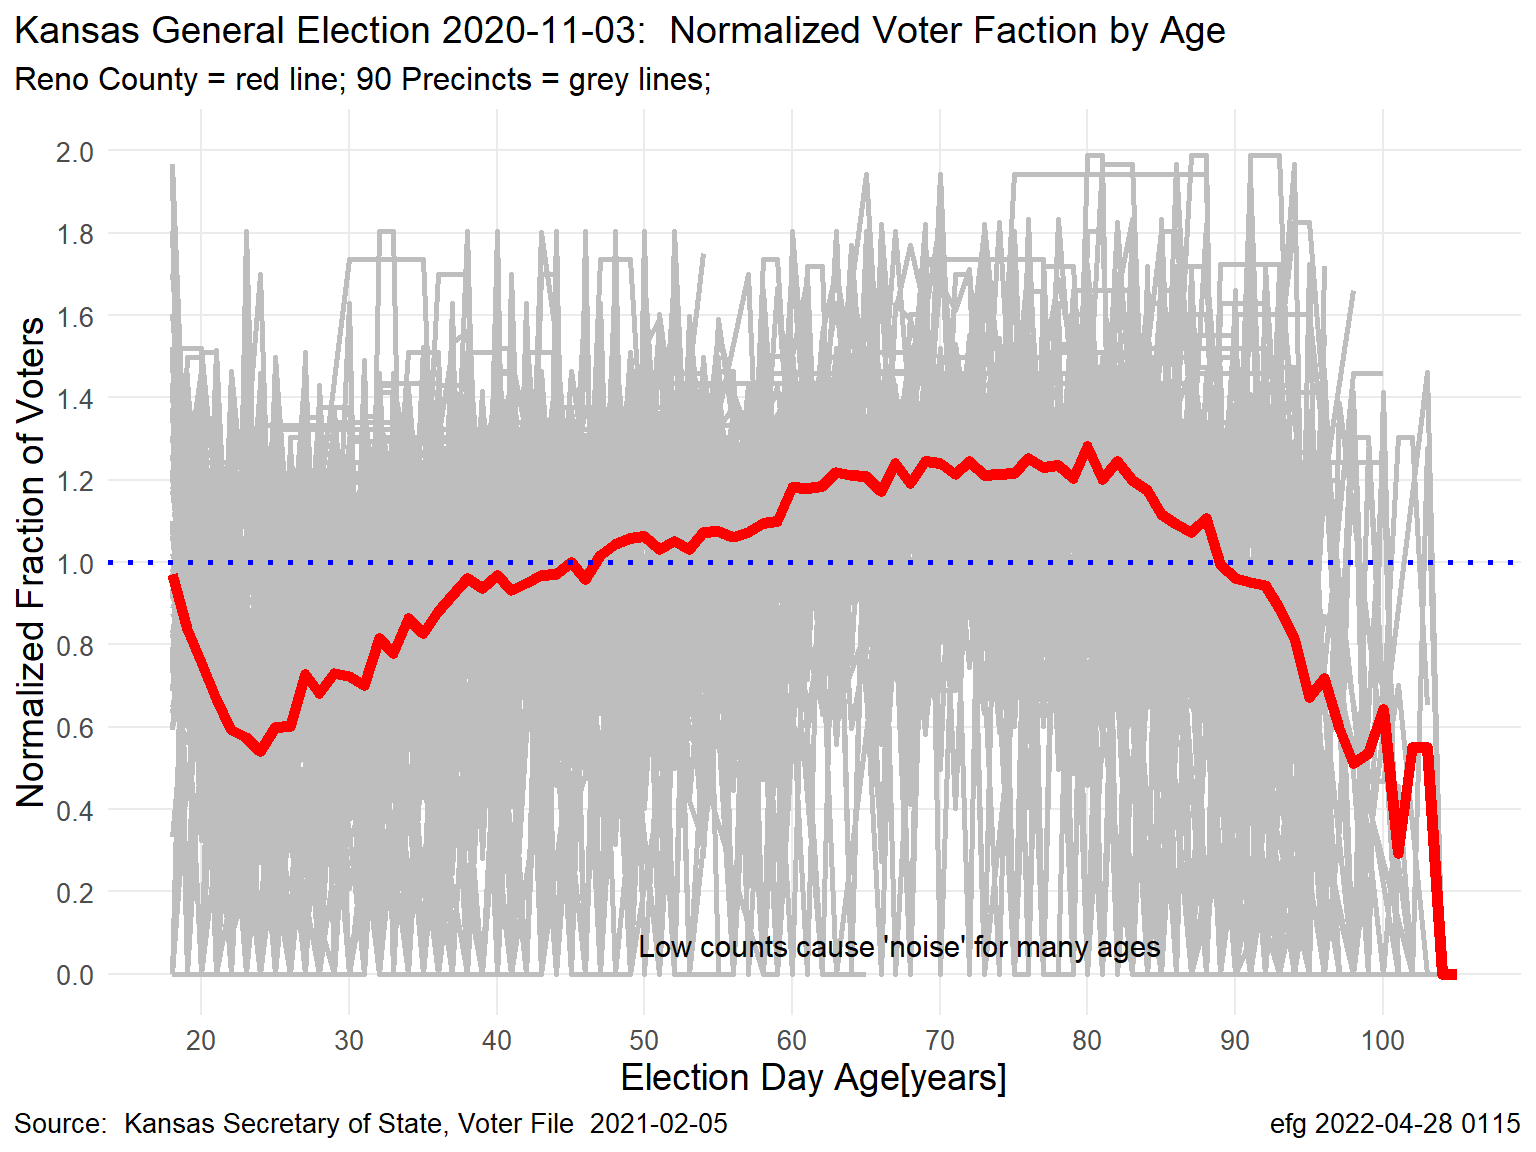 Kansas General Election 2020-11-03:  Normalized Voter Faction by Age
Reno County = red line; 90 Precincts = grey lines;
Normalized Fraction of Voters
2.0
1.8
1.6
1.4
1.2
1.0
0.8
0.6
0.4
0.2
0.0
Low counts cause 'noise' for many ages
20 30 40 50 60 70 80 90 100
Election Day Age[years]
Source:  Kansas Secretary of State, Voter File  2021-02-05
efg 2022-04-28 0115